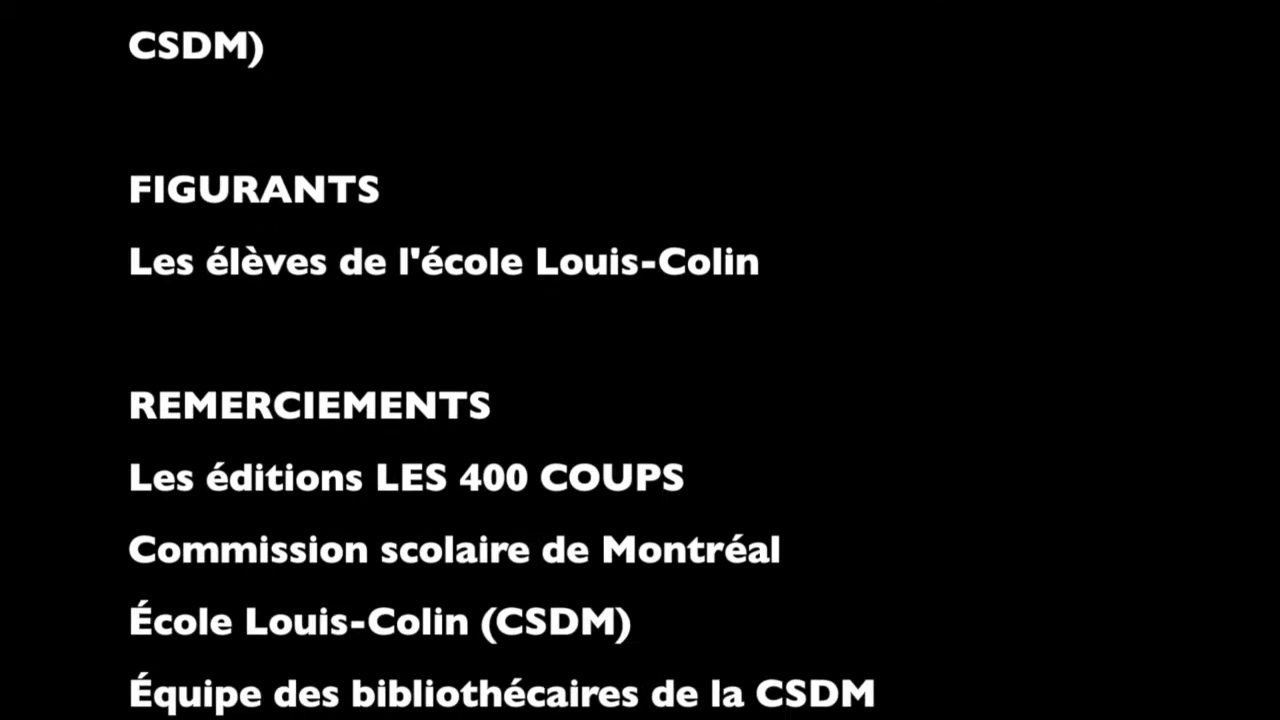 CSDM)
FIGURANTS
Les élèves de l'école Louis-Colin
REMERCIEMENTS
Les éditions LES 400 COUPS
Commission scolaire de Montréal
École Louis-Colin (CSDM)
Équipe des bibliothécaires de la CSDM